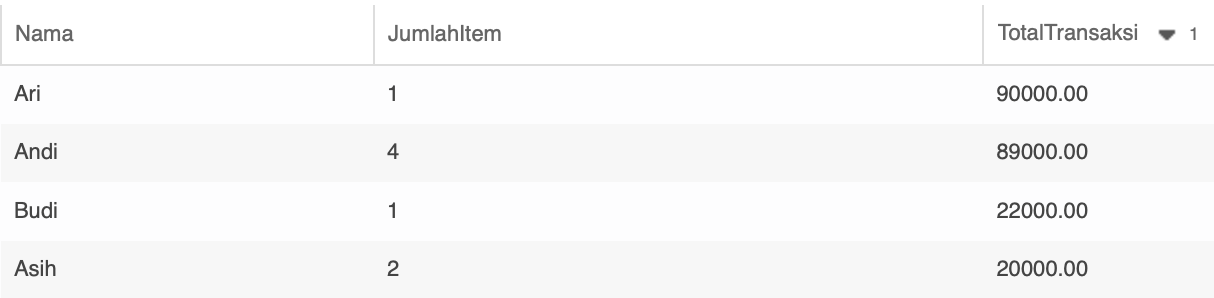 Nama JumlahItem TotalTransaksi 1
Ari 1 90000.00
Andi 4 89000.00
Budi 1 22000.00
Asih 2 20000.00